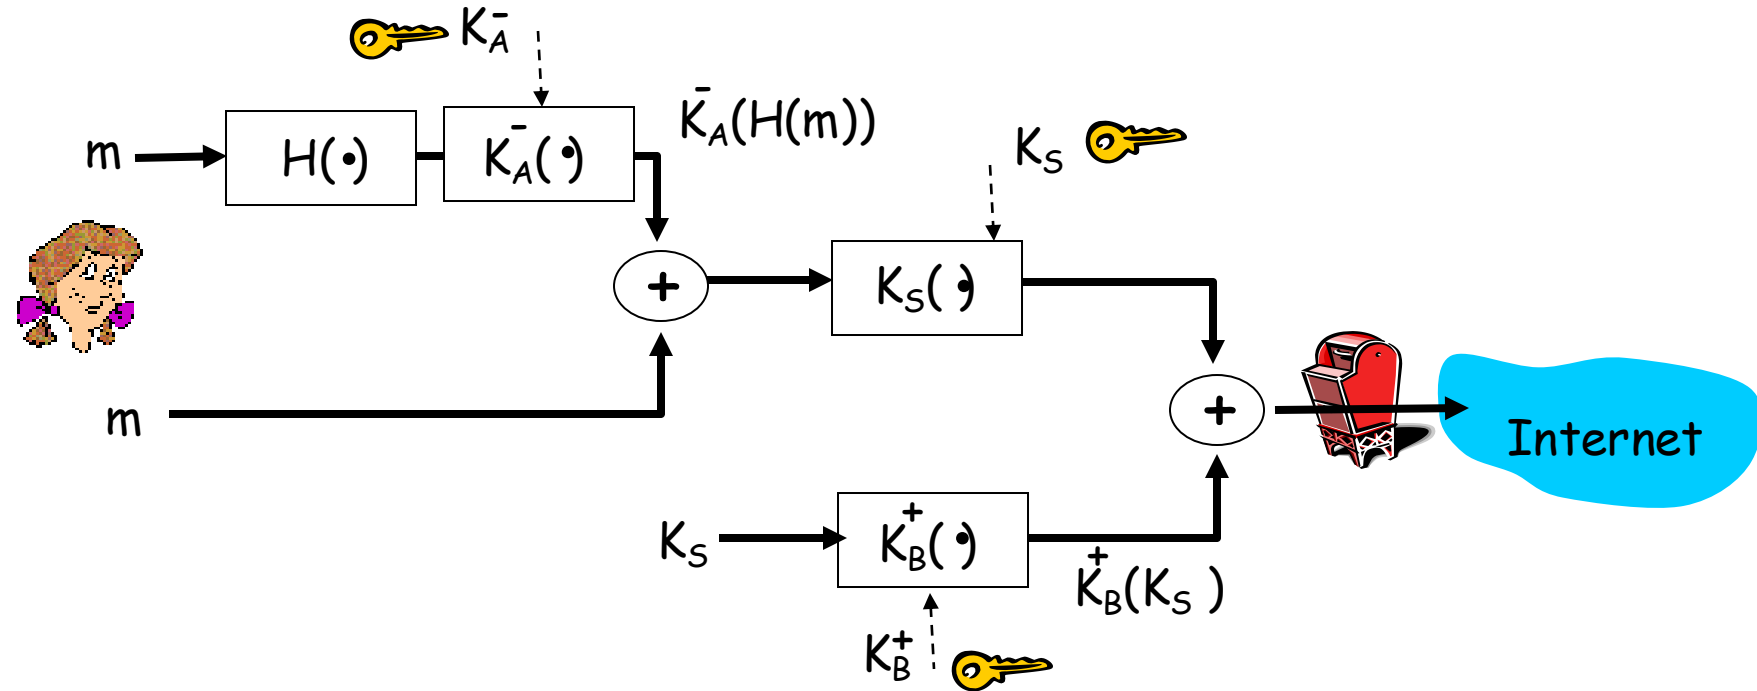 K_A^-
m
H(•)
K_A^-(•)
K_A^-(H(m))
K_S
+
K_S(•)
m
+
Internet
K_S
K_B^+(•)
K_B^+(K_S )
K_B^+